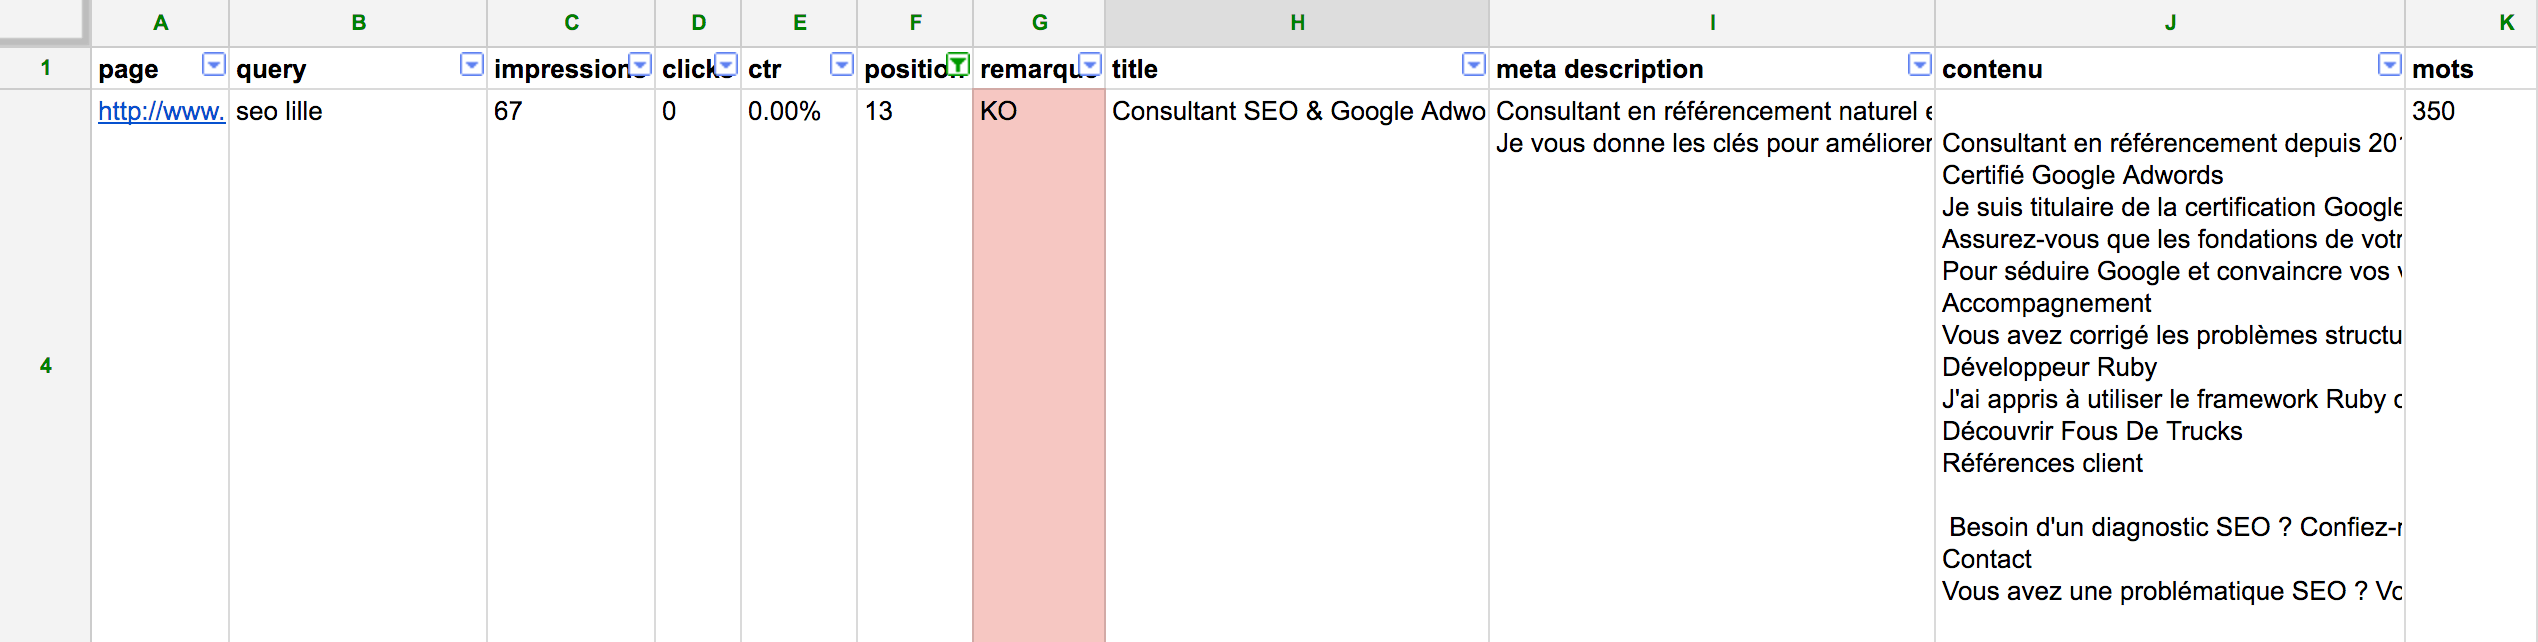 A B C D E F G H I J K
1 page query impressions click ctr position remarque title meta description contenu mots
4 http://www. seo lille 67 0 0.00% 13 KO Consultant SEO & Google Adwo Consultant en référencement naturel 350
Je vous donne les clés pour améliorer Consultant en référencement depuis 201
Certifié Google Adwords
Je suis titulaire de la certification Google
Assurez-vous que les fondations de votr
Pour séduire Google et convaincre vos
Accompagnement
Vous avez corrigé les problèmes structu
Développeur Ruby
J'ai appris à utiliser le framework Ruby
Découvrir Fous De Trucks
Références client
Besoin d'un diagnostic SEO ? Confiez-
Contact
Vous avez une problématique SEO ? Vo